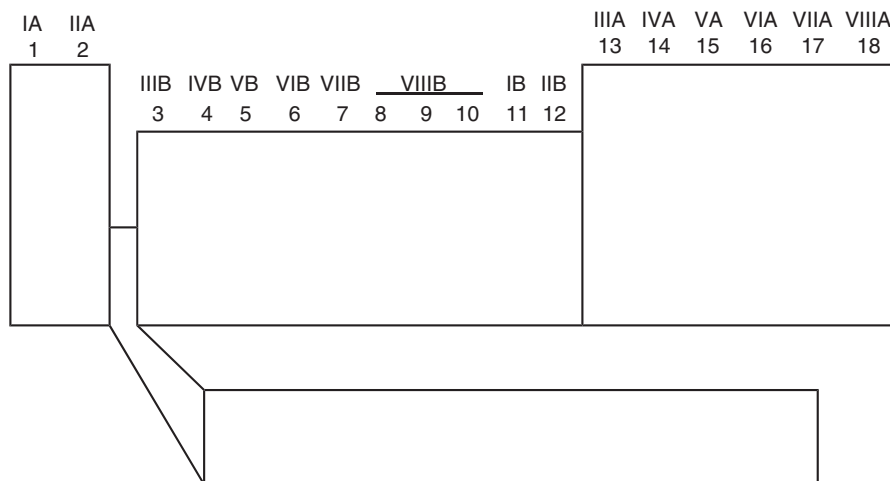 IIIA IVA VA VIA VIIA VIIIA
IA IIA 13 14 15 16 17 18
1 2
IIIB IVB VB VIB VIIB VIIIB IB IIB
3 4 5 6 7 8 9 10 11 12